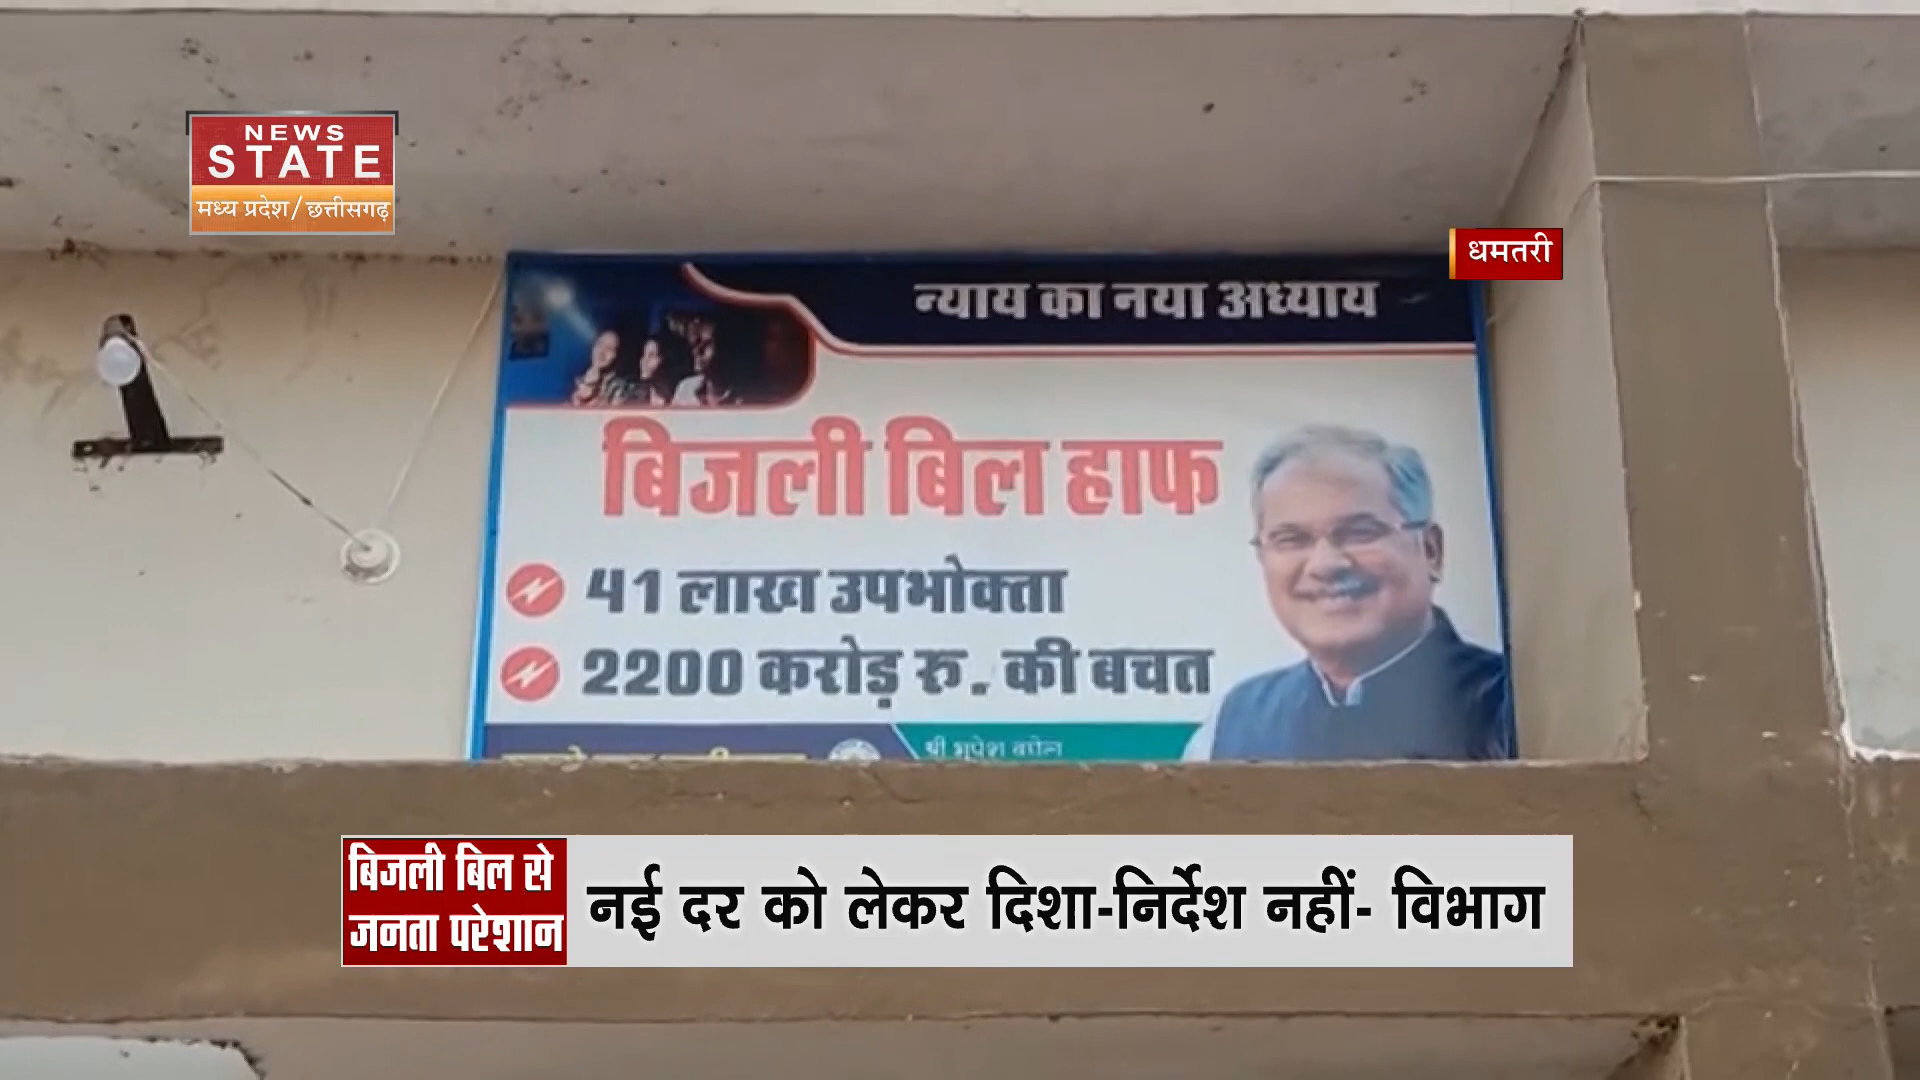 NEWS
STATE
मध्य प्रदेश/छत्तीसगढ़
धमतरी
न्याय का नया अध्याय
बिजली बिल हाफ
41 लाख उपभोक्ता
2200 करोड़ रु. की बचत
श्री भूपेश बघेल
बिजली बिल से
जनता परेशान
नई दर को लेकर दिशा-निर्देश नहीं- विभाग